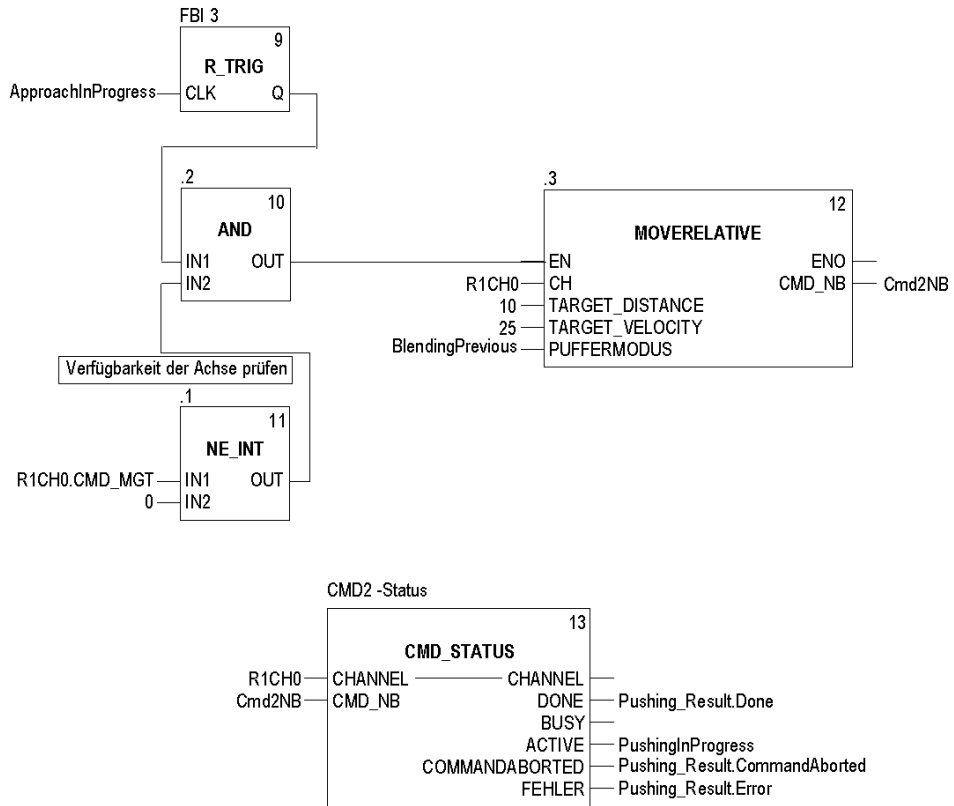 FBI 3
9
R_TRIG
ApproachInProgress CLK Q
.2
10
AND
IN1 OUT
IN2
.3
12
MOVERELATIVE
EN ENO
R1CH0 CH CMD_NB Cmd2NB
10 TARGET_DISTANCE
25 TARGET_VELOCITY
BlendingPrevious PUFFERMODUS
Verfügbarkeit der Achse prüfen
.1
11
NE_INT
R1CH0.CMD_MGT IN1 OUT
0 IN2
CMD2 -Status
13
CMD_STATUS
R1CH0 CHANNEL CHANNEL
Cmd2NB CMD_NB DONE Pushing_Result.Done
BUSY
ACTIVE PushingInProgress
COMMANDABORTED Pushing_Result.CommandAborted
FEHLER Pushing_Result.Error